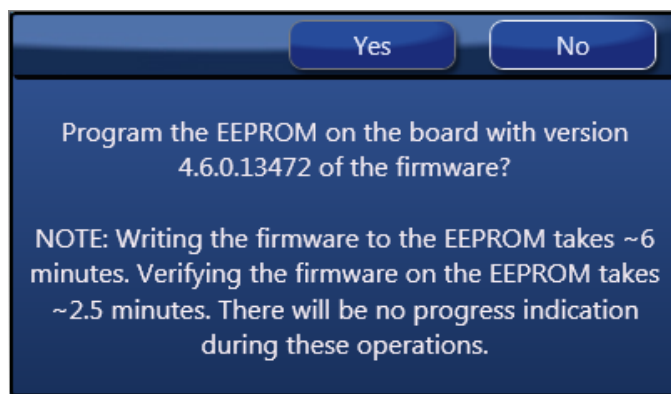 Yes
No
Program the EEPROM on the board with version
4.6.0.13472 of the firmware?
NOTE: Writing the firmware to the EEPROM takes ~6
minutes. Verifying the firmware on the EEPROM takes
~2.5 minutes. There will be no progress indication
during these operations.